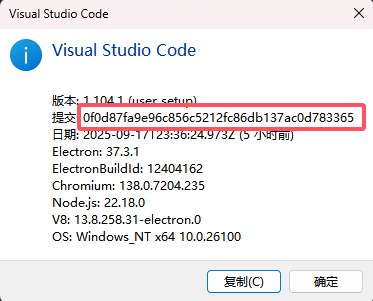 Visual Studio Code
Visual Studio Code
版本: 1.104.1 (user setup)
提交: 0f0d87fa9e96c856c5212fc86db137ac0d783365
日期: 2025-09-17T23:36:24.973Z (5 小时前)
Electron: 37.3.1
ElectronBuildId: 12404162
Chromium: 138.0.7204.235
Node.js: 22.18.0
V8: 13.8.258.31-electron.0
OS: Windows_NT x64 10.0.26100
复制(C) 确定